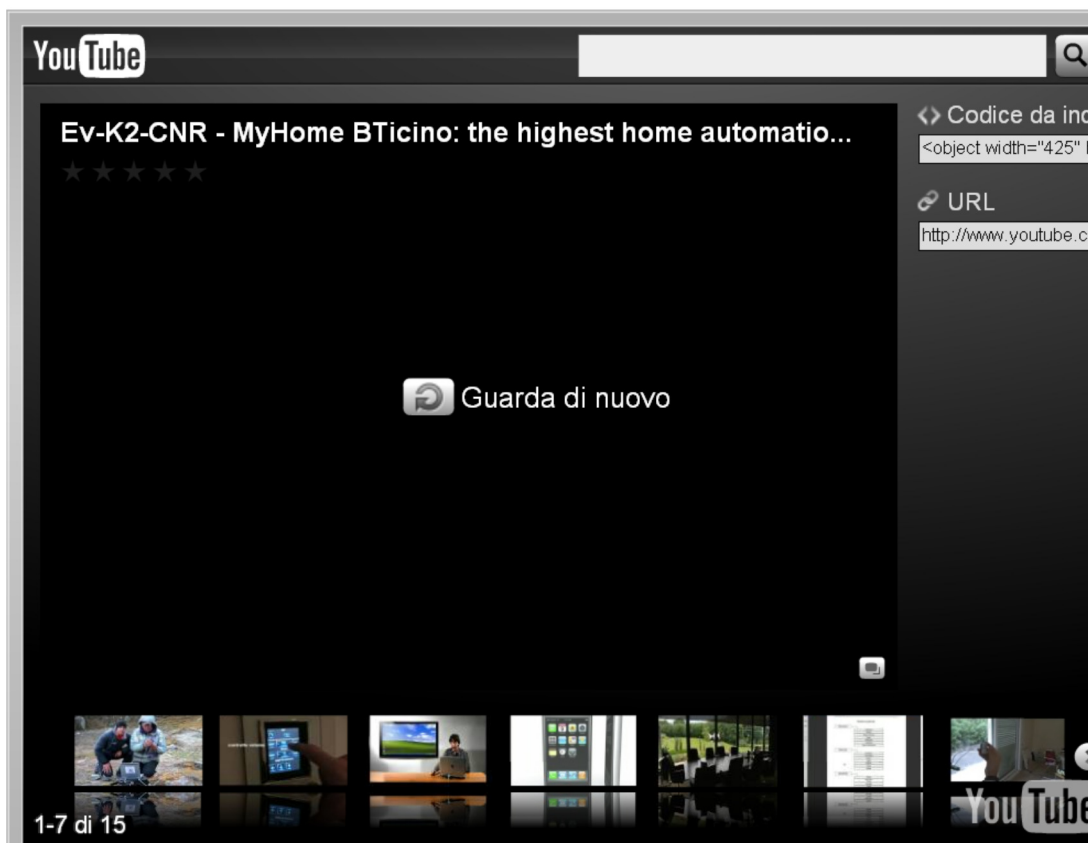 YouTube
Ev-K2-CNR - MyHome BTicino: the highest home automatio...
Codice da inc
<object width="425"
URL
http://www.youtube.c
Guarda di nuovo
1-7 di 15
YouTube